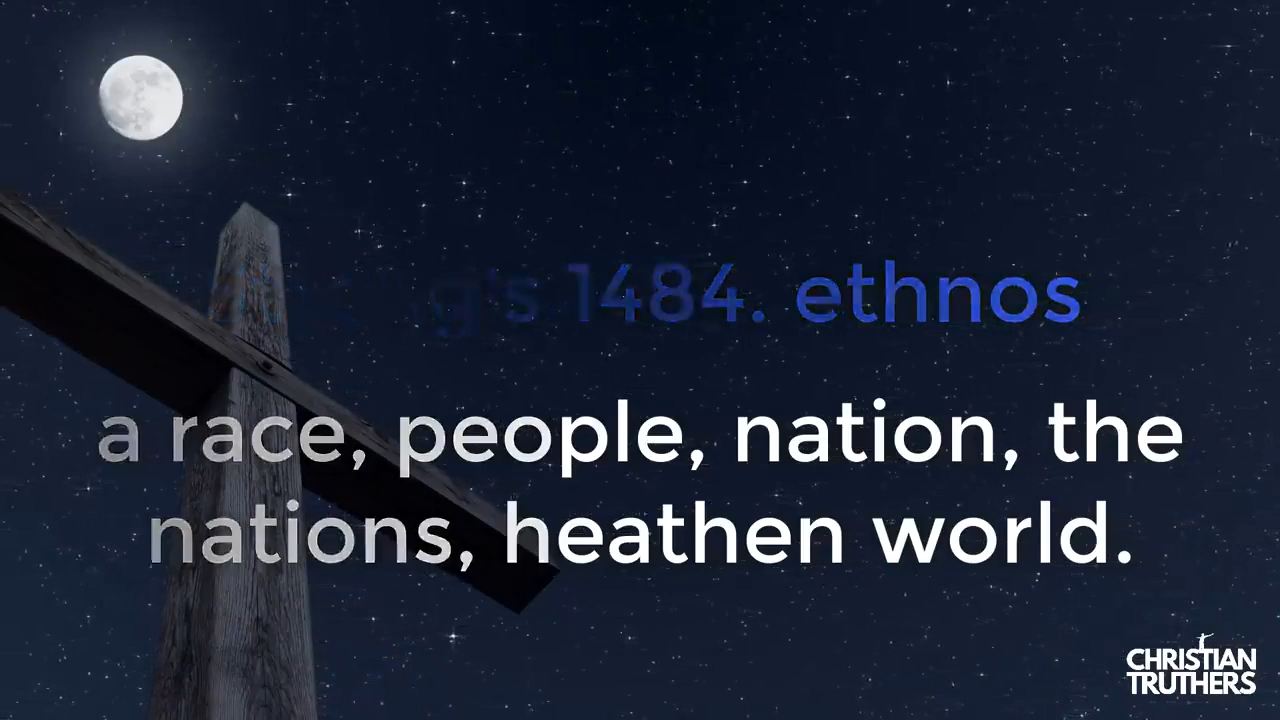 1484. ethnos
a race, people, nation, the
nations, heathen world.
CHRISTIAN
TRUTHERS